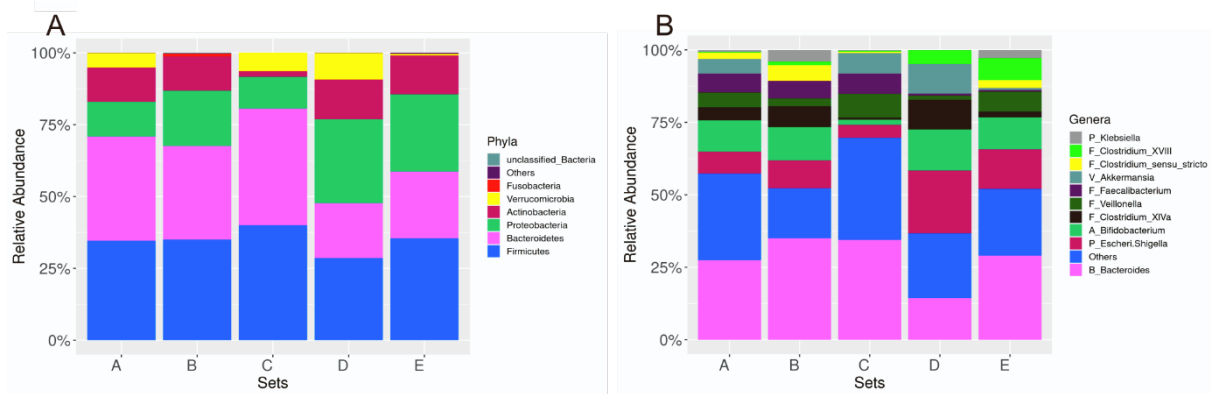 A
Relative Abundance
100%
75%
50%
25%
0%
A B C D E
Sets
Phyla
unclassified_Bacteria
Others
Fusobacteria
Verrucomicrobia
Actinobacteria
Proteobacteria
Bacteroidetes
Firmicutes
B
Relative Abundance
100%
75%
50%
25%
0%
A B C D E
Sets
Genera
P_Klebsiella
F_Clostridium_XVIII
F_Clostridium_sensu_stricto
V_Akkermansia
F_Faecalibacterium
F_Veillonella
F_Clostridium_XIVa
A_Bifidobacterium
P_Escheri.Shigella
Others
B_Bacteroides